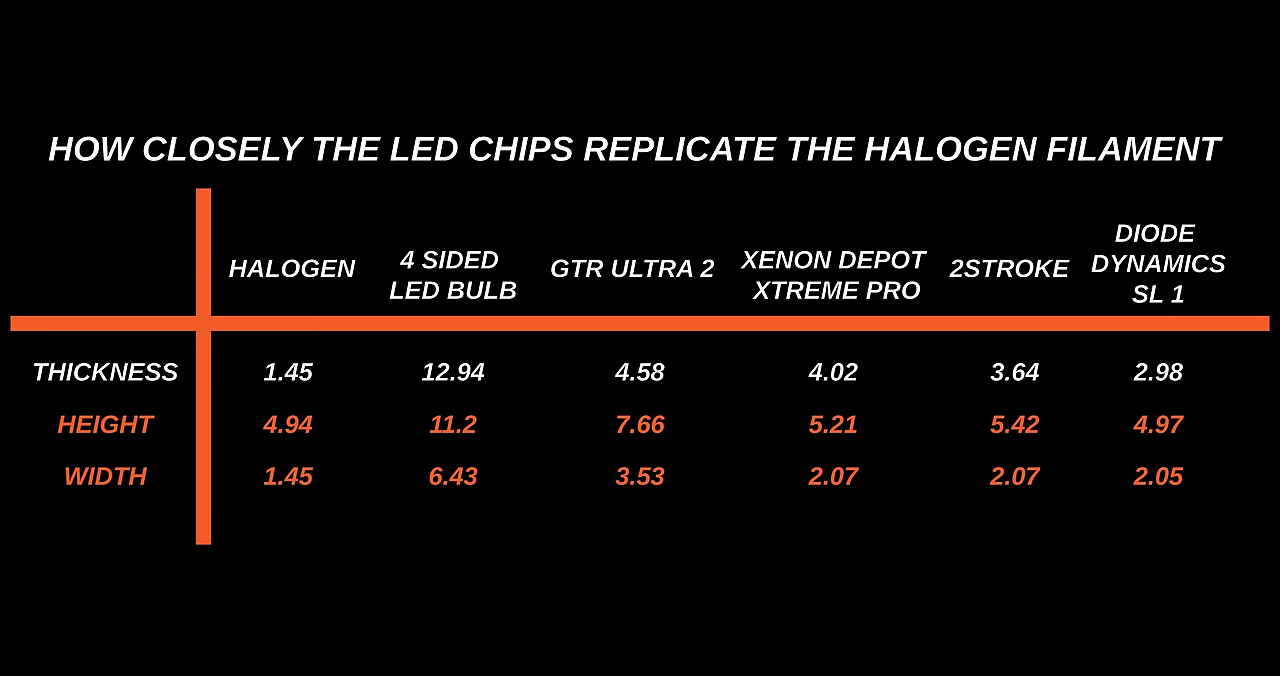 HOW CLOSELY THE LED CHIPS REPLICATE THE HALOGEN FILAMENT
HALOGEN
4 SIDED
LED BULB
GTR ULTRA 2
XENON DEPOT
XTREME PRO
2STROKE
DIODE
DYNAMICS
SL 1
THICKNESS 1.45 12.94 4.58 4.02 3.64 2.98
HEIGHT 4.94 11.2 7.66 5.21 5.42 4.97
WIDTH 1.45 6.43 3.53 2.07 2.07 2.05